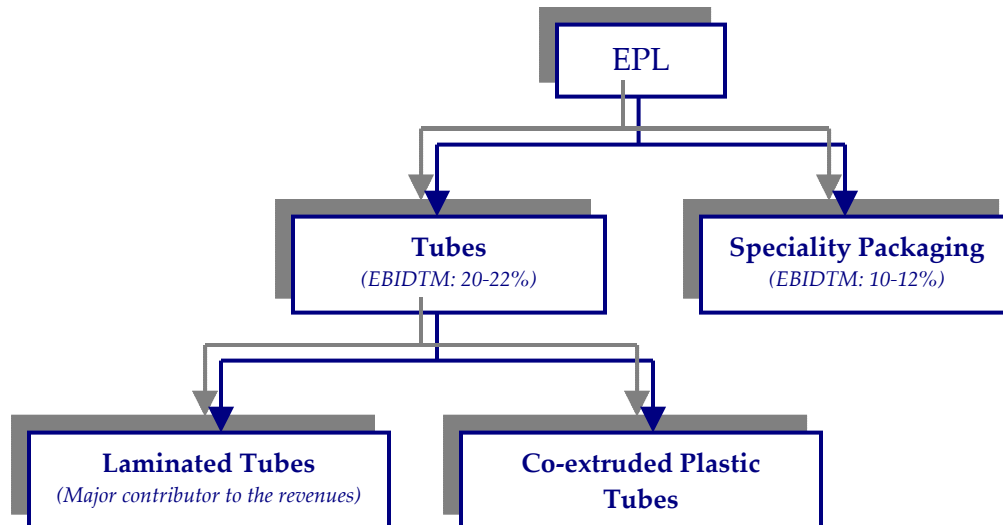 EPL
Tubes
(EBIDTM: 20-22%)
Speciality Packaging
(EBIDTM: 10-12%)
Laminated Tubes
(Major contributor to the revenues)
Co-extruded Plastic
Tubes